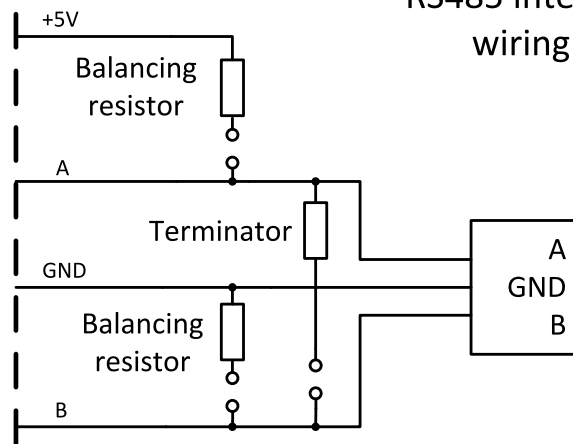 RS485 inte
wiring
+5V
Balancing
resistor
A
Terminator
GND
Balancing
resistor
B
A
GND
B